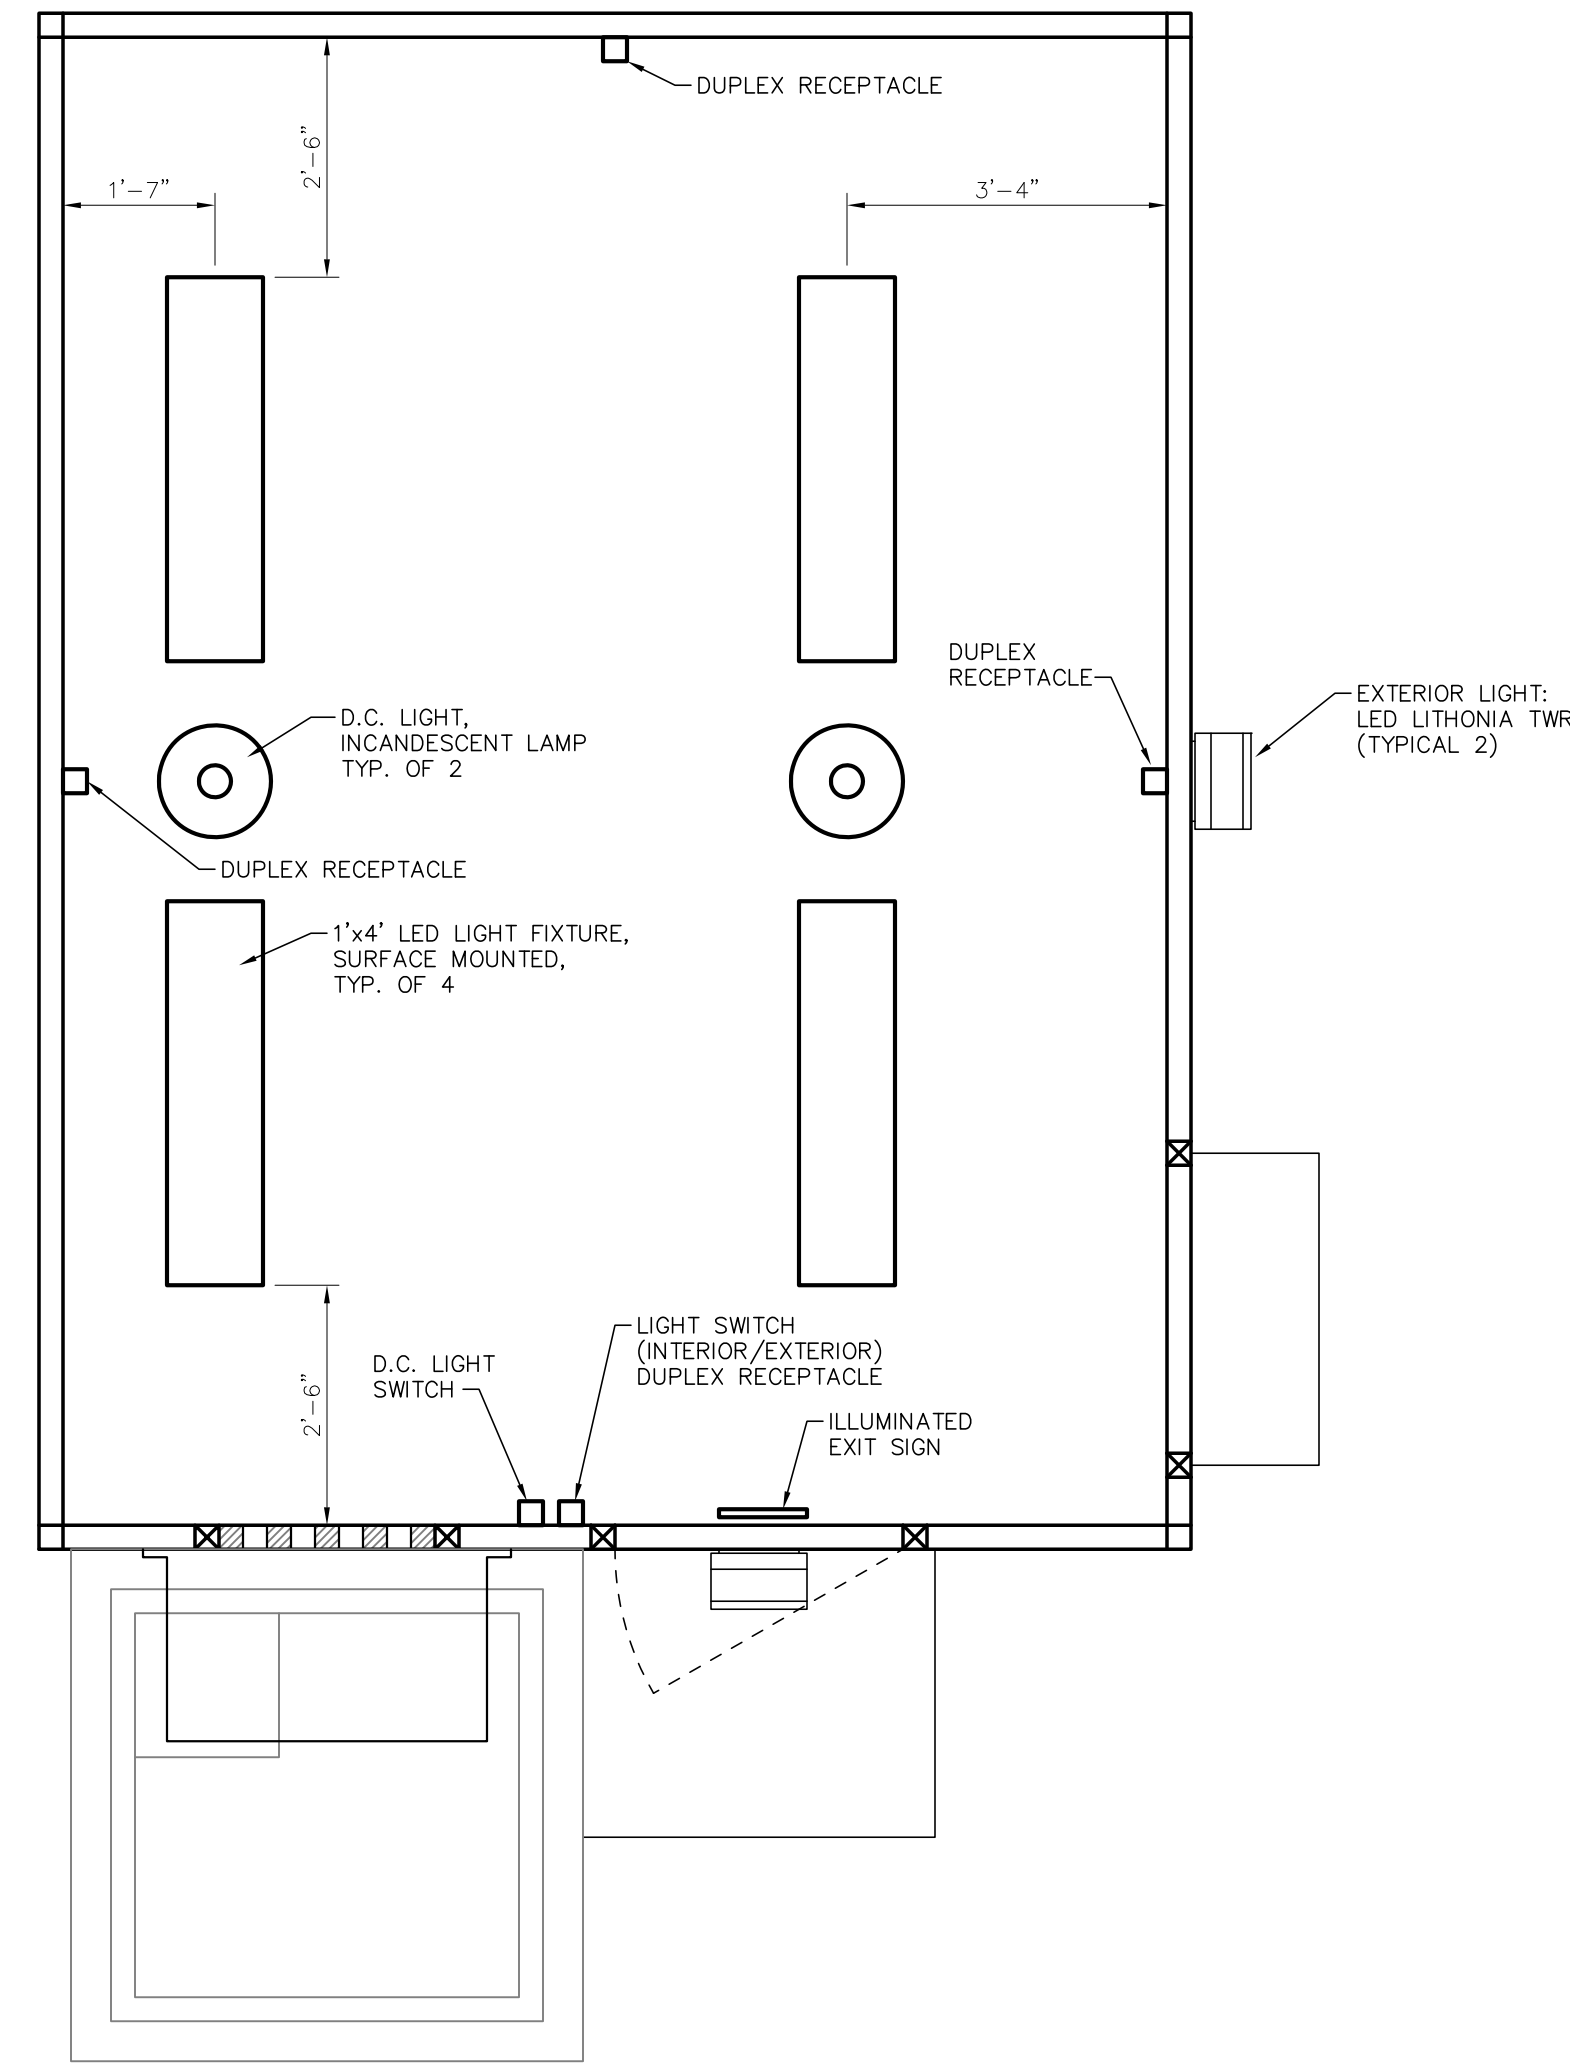 DUPLEX RECEPTACLE
2'-6"
1'-7"
3'-4"
DUPLEX
RECEPTACLE
EXTERIOR LIGHT:
LED LITHONIA TWR
(TYPICAL 2)
D.C. LIGHT,
INCANDESCENT LAMP
TYP. OF 2
DUPLEX RECEPTACLE
1'x4' LED LIGHT FIXTURE,
SURFACE MOUNTED,
TYP. OF 4
LIGHT SWITCH
(INTERIOR/EXTERIOR)
DUPLEX RECEPTACLE
D.C. LIGHT
SWITCH
2'-6"
ILLUMINATED
EXIT SIGN